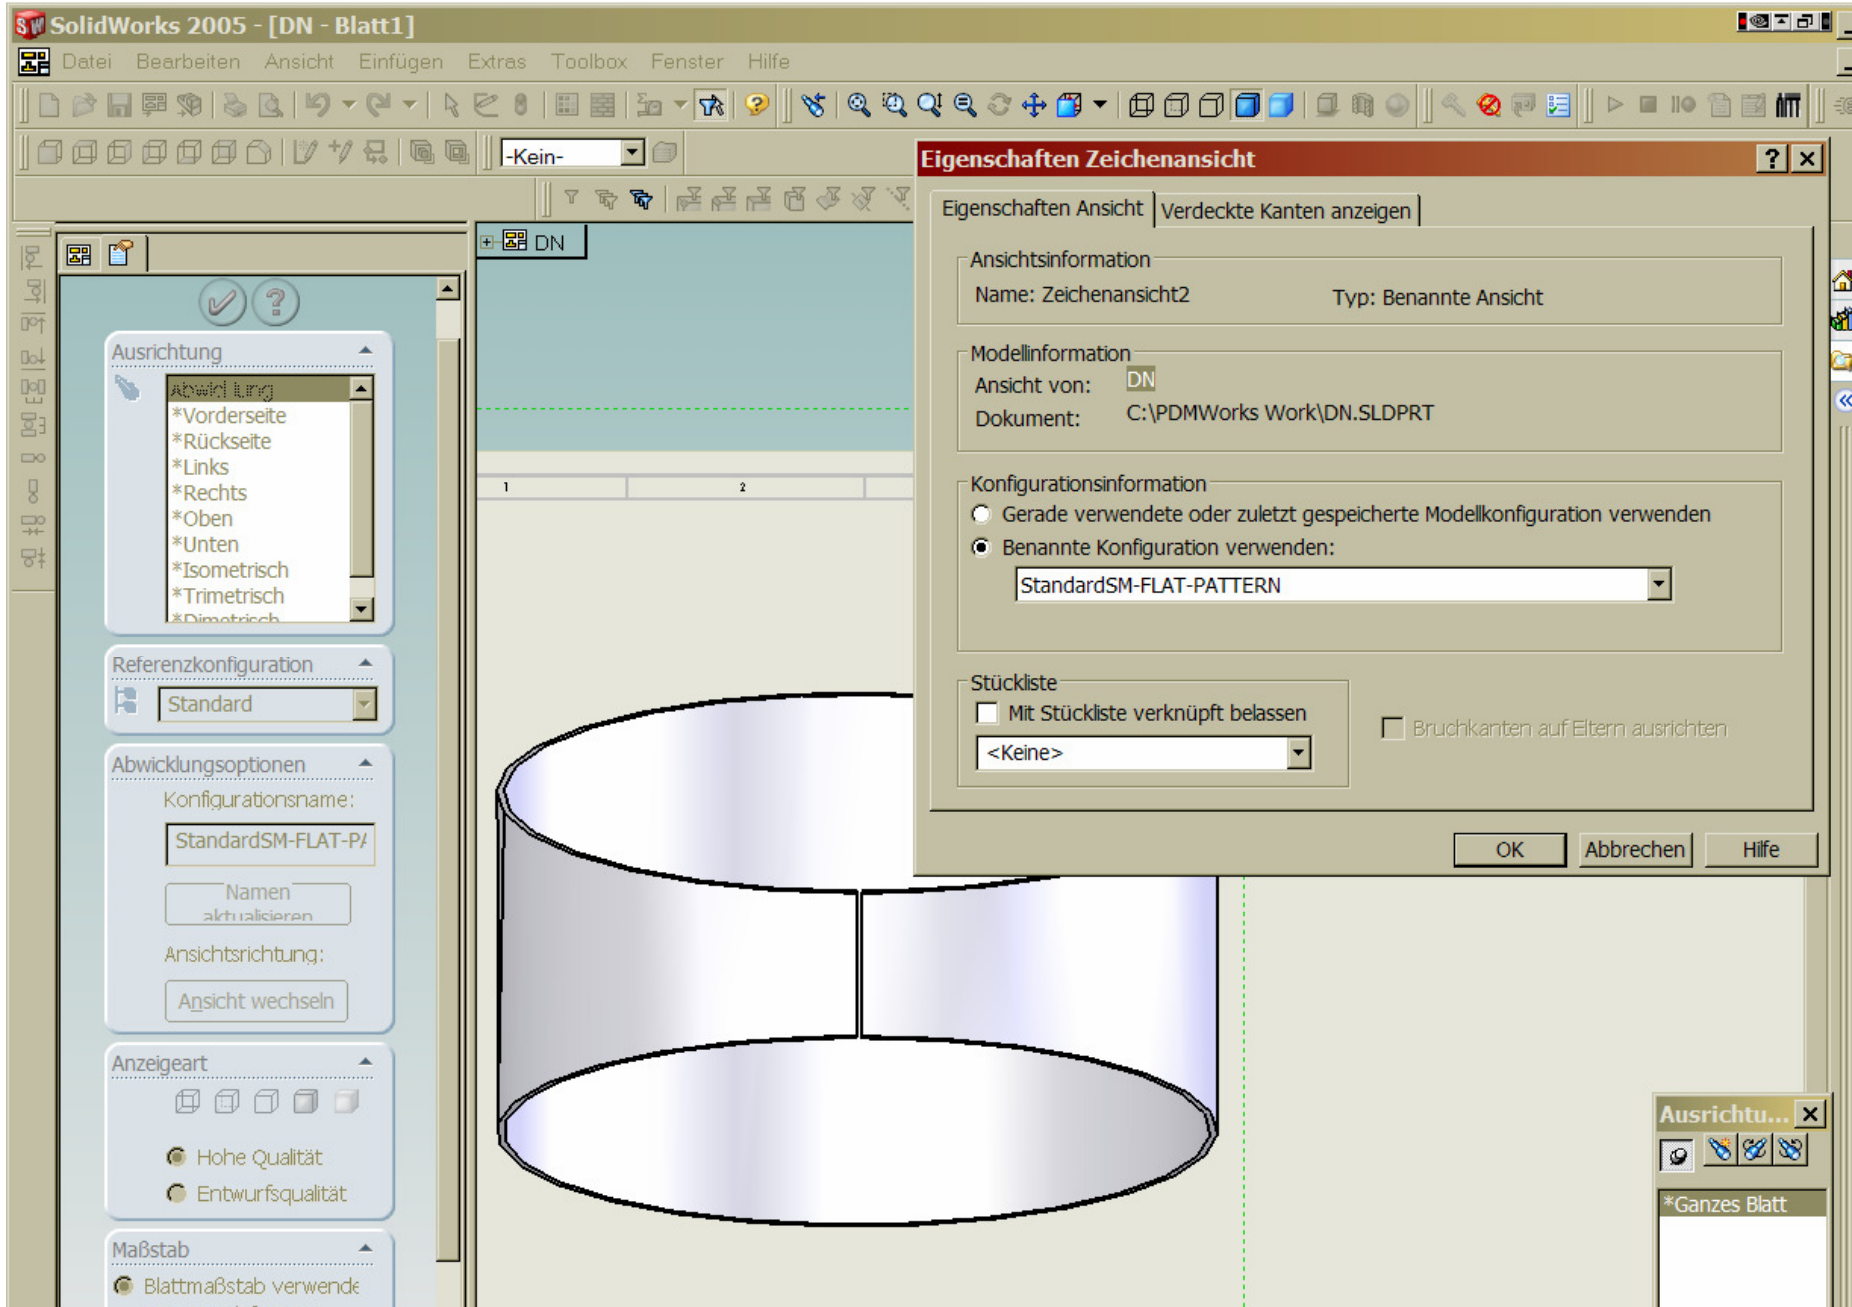 SolidWorks 2005 - [DN - Blatt1]
Datei Bearbeiten Ansicht Einfügen Extras Toolbox Fenster Hilfe
-Kein-
DN
1 2
Ausrichtung
Abwicklung
*Vorderseite
*Rückseite
*Links
*Rechts
*Oben
*Unten
*Isometrisch
*Trimetrisch
*Dimetrisch
Referenzkonfiguration
Standard
Abwicklungsoptionen
Konfigurationsname:
StandardSM-FLAT-PA
Namen
aktualisieren
Ansichtsrichtung:
Ansicht wechseln
Anzeigeart
Hohe Qualität
Entwurfsqualität
Maßstab
Blattmaßstab verwende
Eigenschaften Zeichenansicht
Eigenschaften Ansicht Verdeckte Kanten anzeigen
Ansichtsinformation
Name: Zeichenansicht2 Typ: Benannte Ansicht
Modellinformation
Ansicht von: DN
Dokument: C:\PDMWorks Work\DN.SLDPRT
Konfigurationsinformation
Gerade verwendete oder zuletzt gespeicherte Modellkonfiguration verwenden
Benannte Konfiguration verwenden:
StandardSM-FLAT-PATTERN
Stückliste
Mit Stückliste verknüpft belassen
<Keine>
Bruchkanten auf Eltern ausrichten
OK Abbrechen Hilfe
Ausrichtu...
*Ganzes Blatt